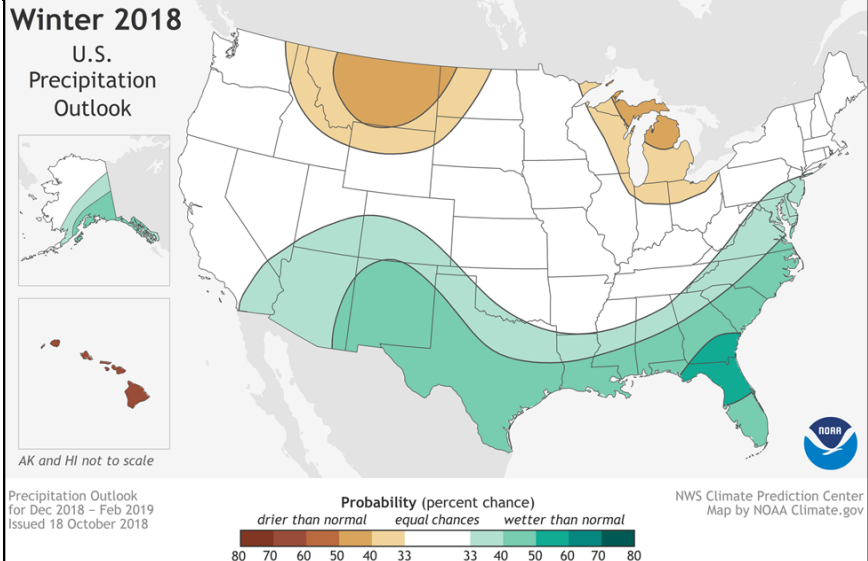 Winter 2018
U.S.
Precipitation
Outlook
AK and HI not to scale
NOAA
Precipitation Outlook
for Dec 2018 – Feb 2019
Issued 18 October 2018
Probability (percent chance)
drier than normal equal chances wetter than normal
80 70 60 50 40 33 33 40 50 60 70 80
NWS Climate Prediction Center
Map by NOAA Climate.gov